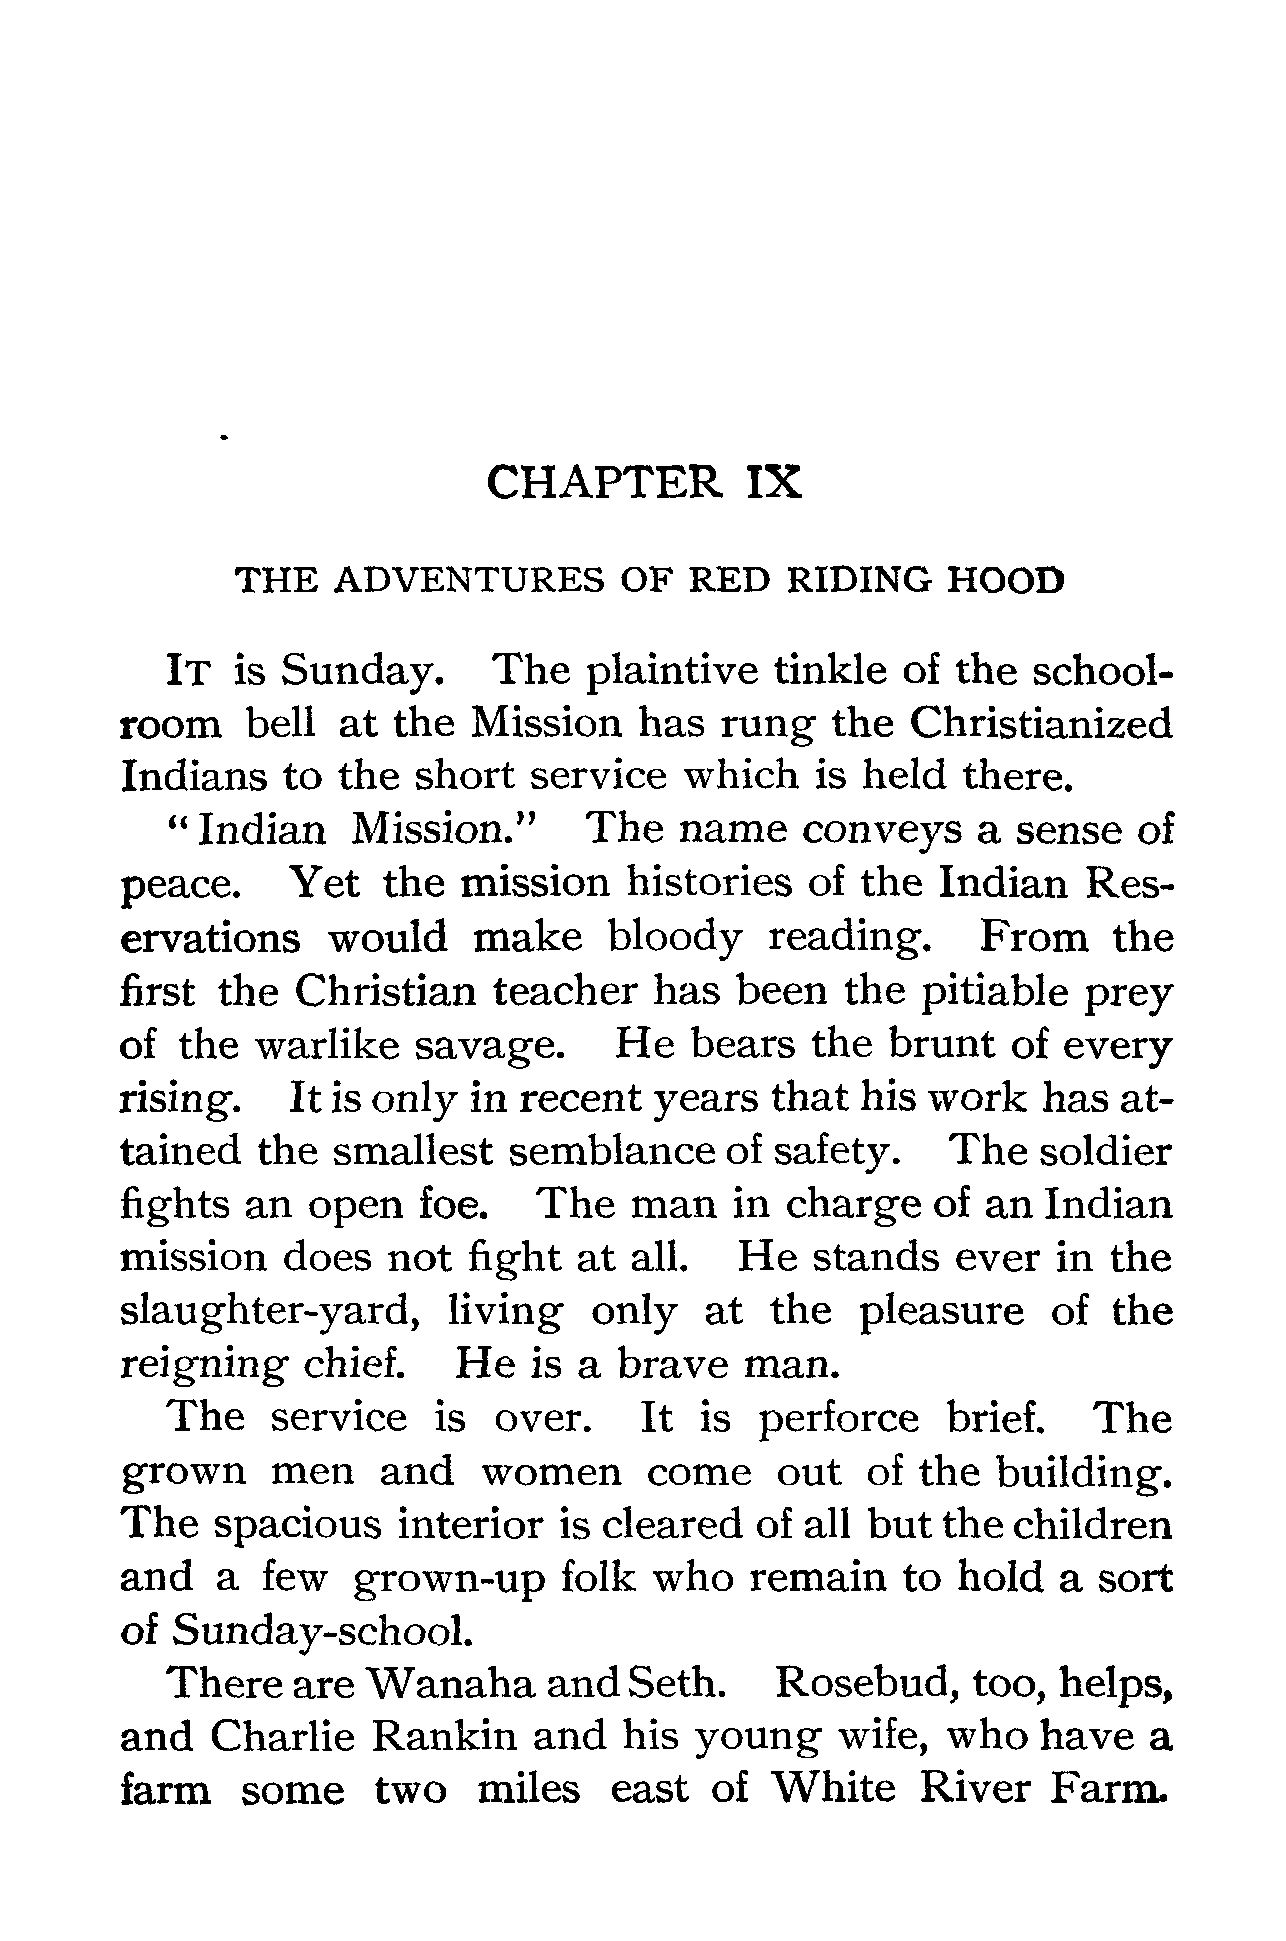 CHAPTER IX
THE ADVENTURES OF RED RIDING HOOD
IT is Sunday. The plaintive tinkle of the school-
room bell at the Mission has rung the Christianized
Indians to the short service which is held there.
"Indian Mission." The name conveys a sense of
peace. Yet the mission histories of the Indian Res-
ervations would make bloody reading. From the
first the Christian teacher has been the pitiable prey
of the warlike savage. He bears the brunt of every
rising. It is only in recent years that his work has at-
tained the smallest semblance of safety. The soldier
fights an open foe. The man in charge of an Indian
mission does not fight at all. He stands ever in the
slaughter-yard, living only at the pleasure of the
reigning chief. He is a brave man.
The service is over. It is perforce brief. The
grown men and women come out of the building.
The spacious interior is cleared of all but the children
and a few grown-up folk who remain to hold a sort
of Sunday-school.
There are Wanaha and Seth. Rosebud, too, helps,
and Charlie Rankin and his young wife, who have a
farm some two miles east of White River Farm.